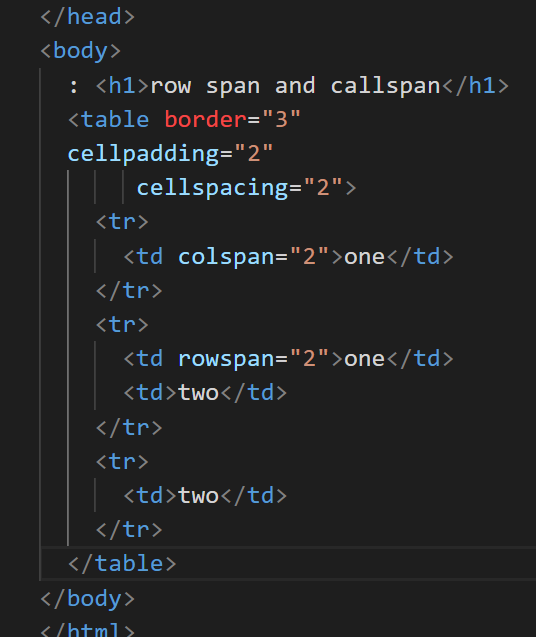 </head>
<body>
: <h1>row span and callspan</h1>
<table border="3"
cellpadding="2"
cellspacing="2">
<tr>
<td colspan="2">one</td>
</tr>
<tr>
<td rowspan="2">one</td>
<td>two</td>
</tr>
<tr>
<td>two</td>
</tr>
</table>
</body>
</html>